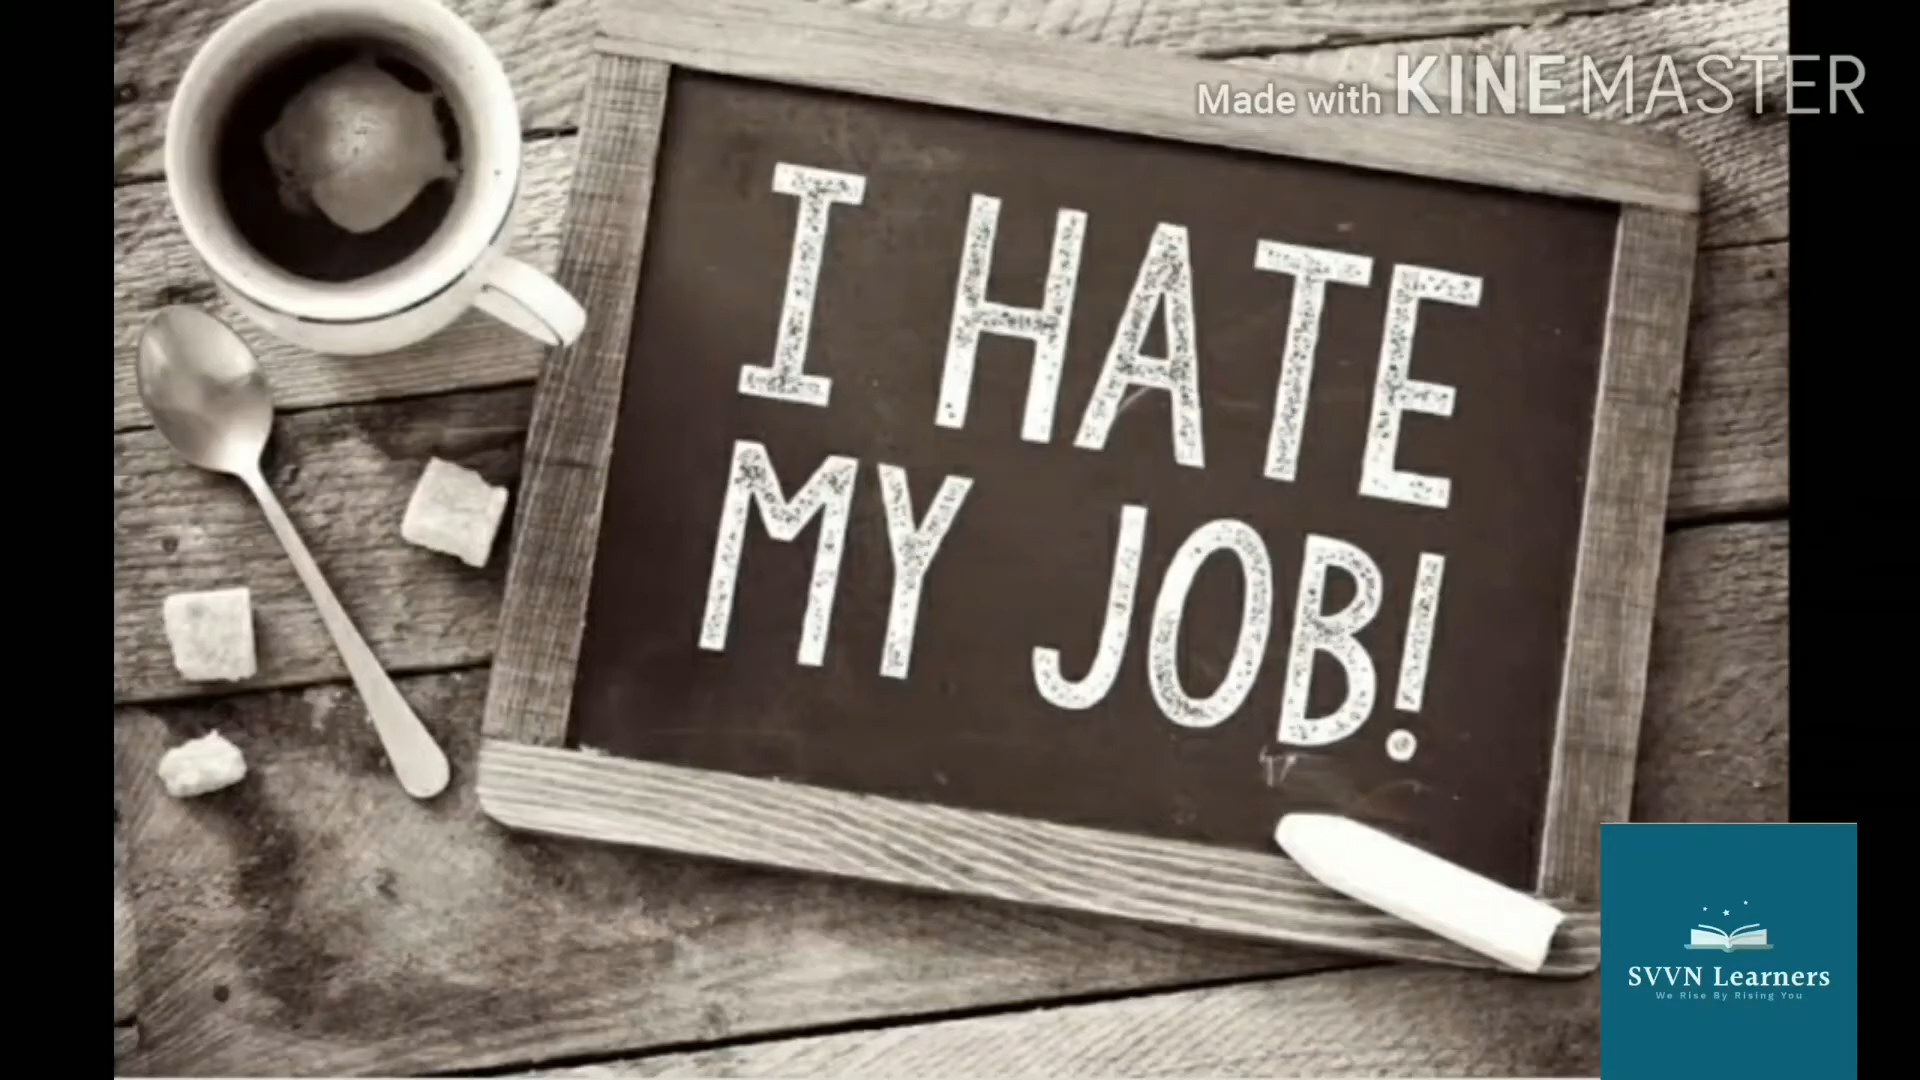 Made with KINEMASTER
I HATE
MY JOB!
SVVN Learners
We Rise By Rising You